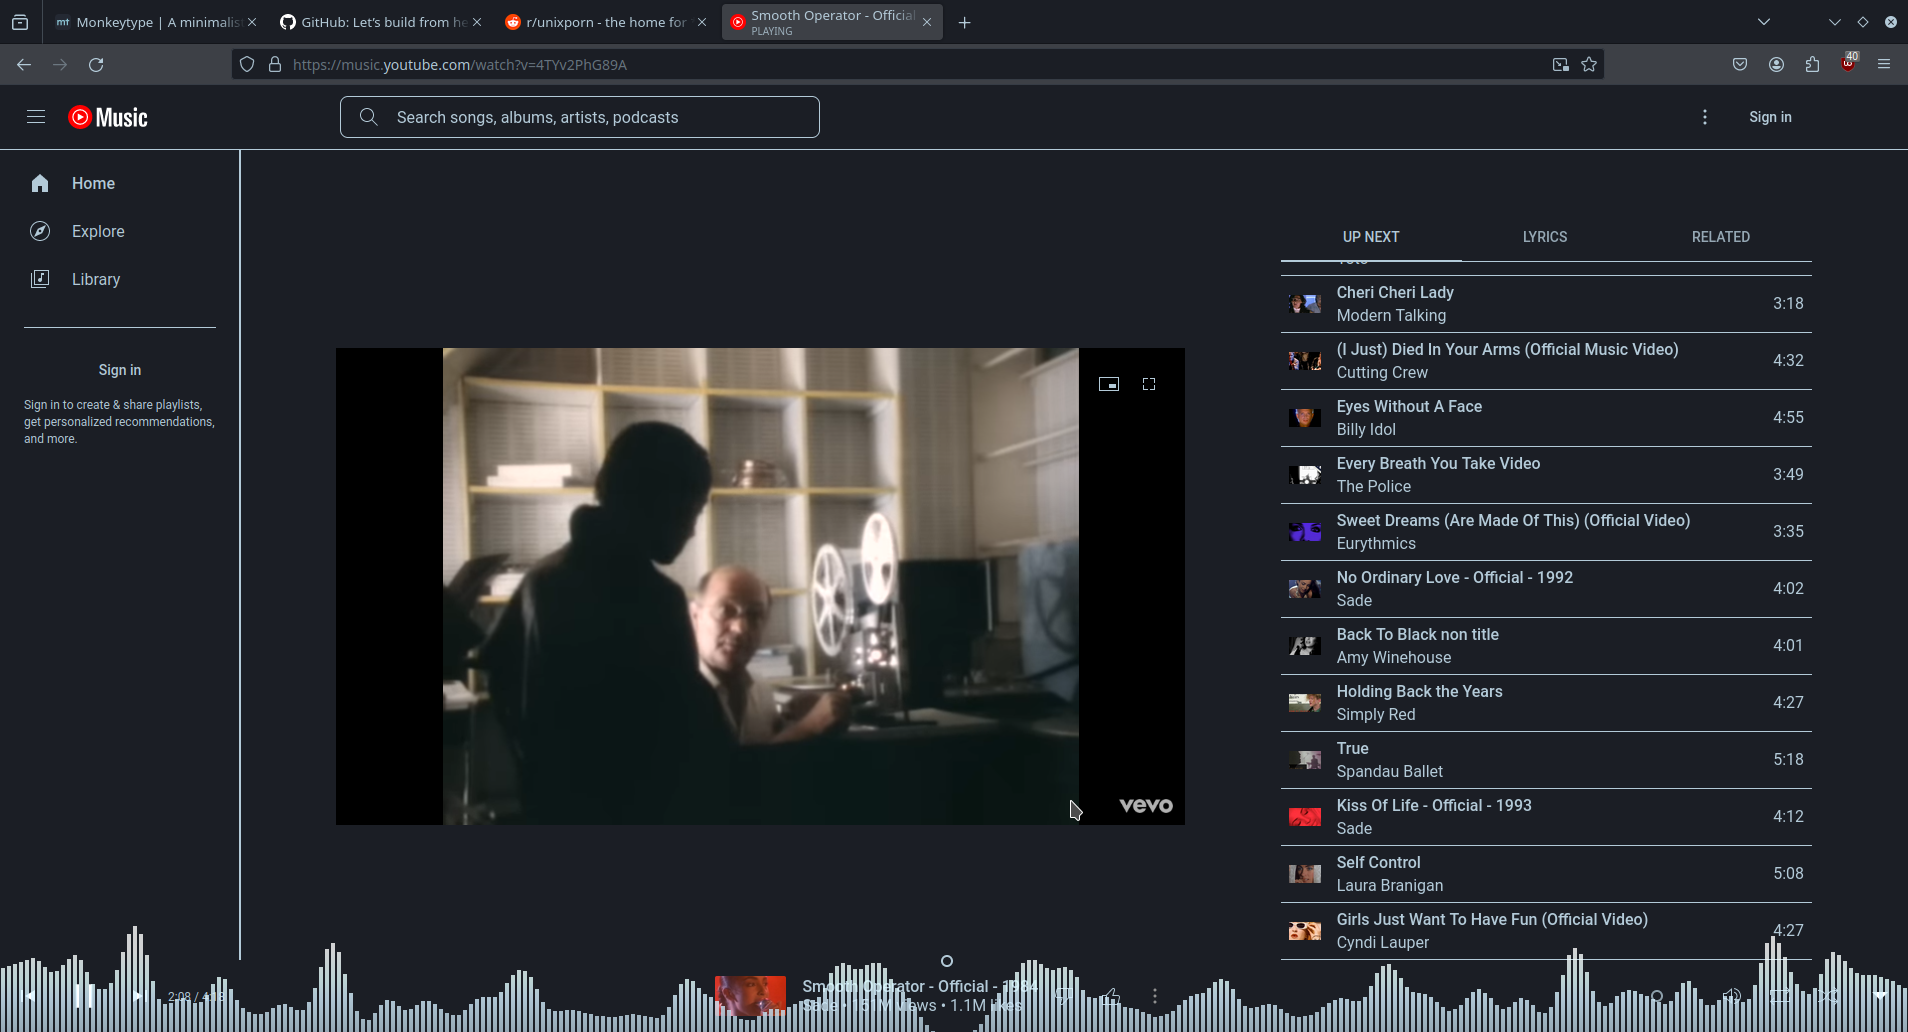 Monkeytype | A minimalis
GitHub: Let's build from he
r/unixporn - the home for
Smooth Operator - Official
PLAYING
https://music.youtube.com/watch?v=4TYv2PhG89A
40
Music
Search songs, albums, artists, podcasts
Sign in
Home
Explore
Library
Sign in
Sign in to create & share playlists,
get personalized recommendations,
and more.
vevo
UP NEXT
LYRICS
RELATED
Cheri Cheri Lady
Modern Talking
3:18
(I Just) Died In Your Arms (Official Music Video)
Cutting Crew
4:32
Eyes Without A Face
Billy Idol
4:55
Every Breath You Take Video
The Police
3:49
Sweet Dreams (Are Made Of This) (Official Video)
Eurythmics
3:35
No Ordinary Love - Official - 1992
Sade
4:02
Back To Black non title
Amy Winehouse
4:01
Holding Back the Years
Simply Red
4:27
True
Spandau Ballet
5:18
Kiss Of Life - Official - 1993
Sade
4:12
Self Control
Laura Branigan
5:08
Girls Just Want To Have Fun (Official Video)
Cyndi Lauper
4:27
2:08 /
Smooth Operator - Official - 1984
Sade • 151M views • 1.1M likes